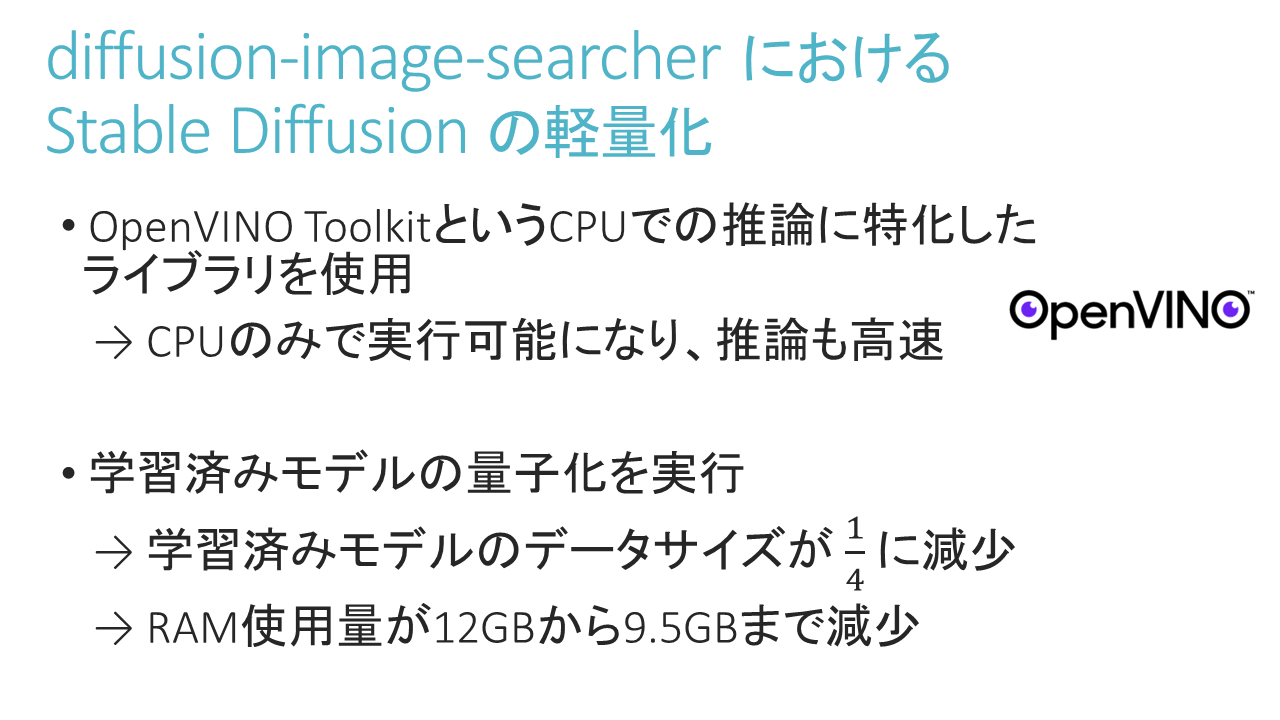 diffusion-image-searcher における
Stable Diffusion の軽量化
• OpenVINO ToolkitというCPUでの推論に特化した
ライブラリを使用
→ CPUのみで実行可能になり、推論も高速
OpenVINO™
• 学習済みモデルの量子化を実行
→ 学習済みモデルのデータサイズが 1/4 に減少
→ RAM使用量が12GBから9.5GBまで減少